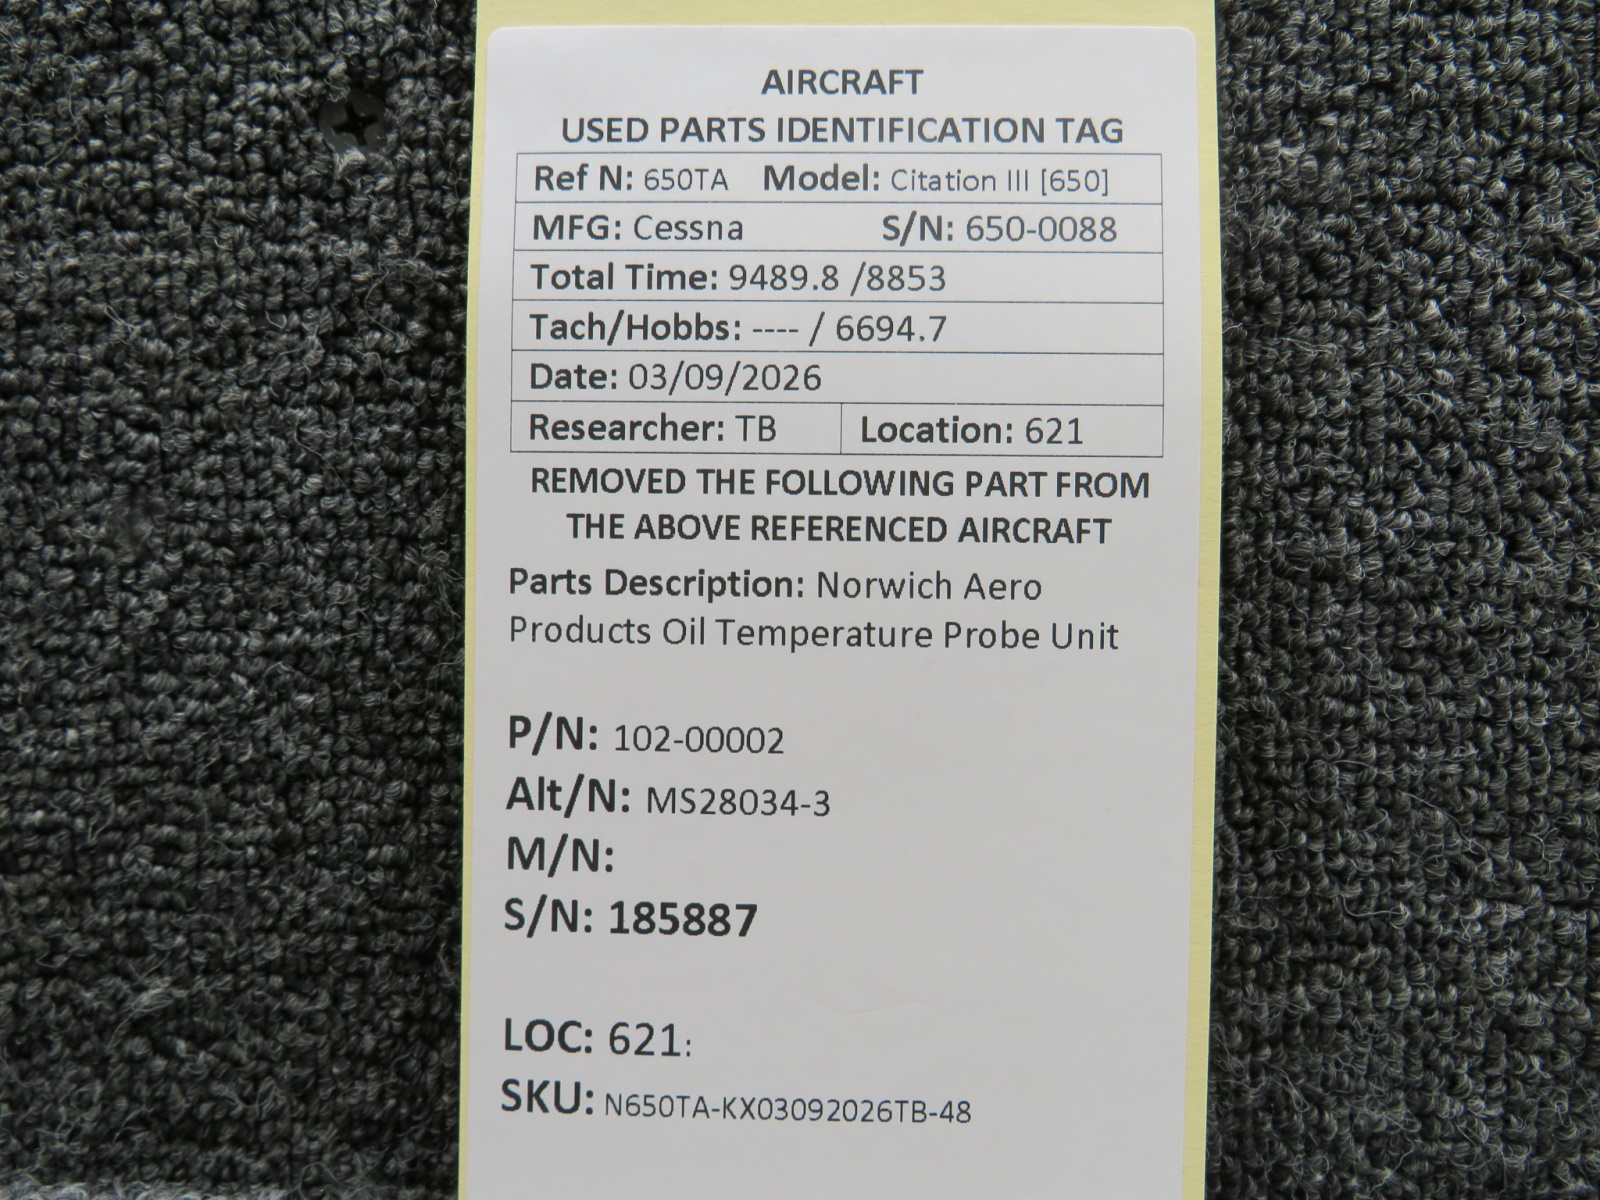 AIRCRAFT
USED PARTS IDENTIFICATION TAG
Ref N: 650TA Model: Citation III [650]
MFG: Cessna S/N: 650-0088
Total Time: 9489.8 /8853
Tach/Hobbs: ---- / 6694.7
Date: 03/09/2026
Researcher: TB Location: 621
REMOVED THE FOLLOWING PART FROM
THE ABOVE REFERENCED AIRCRAFT
Parts Description: Norwich Aero
Products Oil Temperature Probe Unit
P/N: 102-00002
Alt/N: MS28034-3
M/N:
S/N: 185887
LOC: 621:
SKU: N650TA-KX03092026TB-48